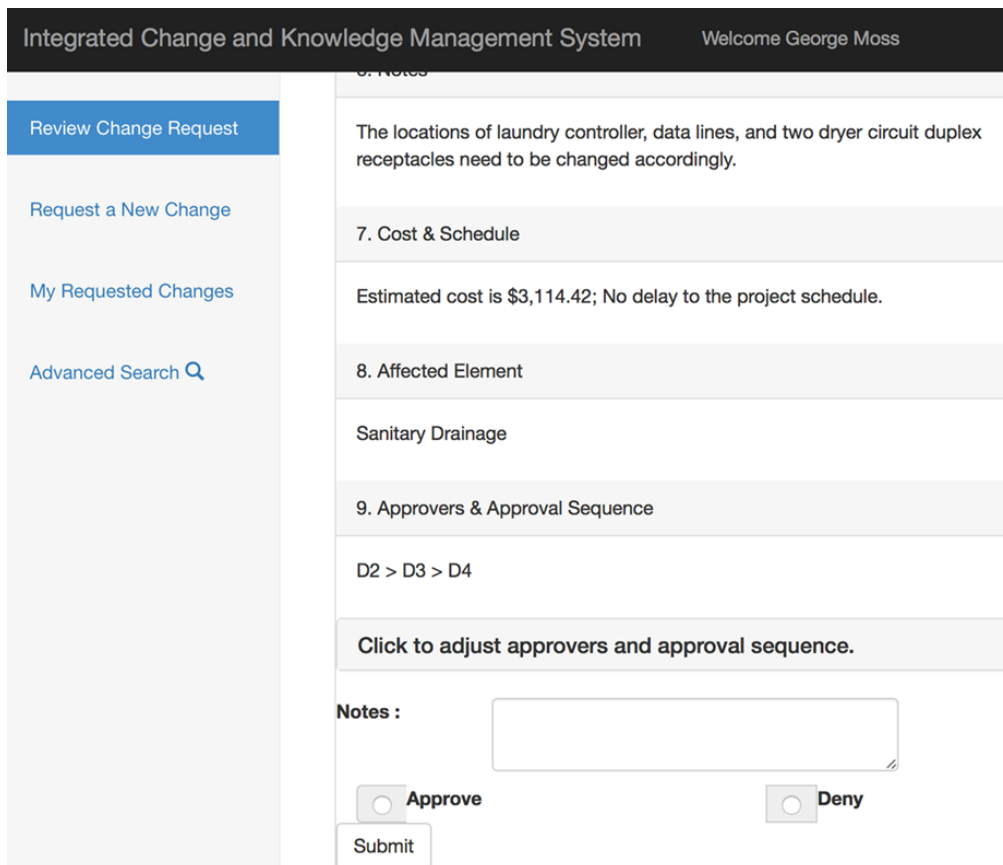 Integrated Change and Knowledge Management System Welcome George Moss
6. Notes
Review Change Request
The locations of laundry controller, data lines, and two dryer circuit duplex
receptacles need to be changed accordingly.
Request a New Change
7. Cost & Schedule
My Requested Changes
Estimated cost is $3,114.42; No delay to the project schedule.
Advanced Search
8. Affected Element
Sanitary Drainage
9. Approvers & Approval Sequence
D2 > D3 > D4
Click to adjust approvers and approval sequence.
Notes :
Approve Deny
Submit